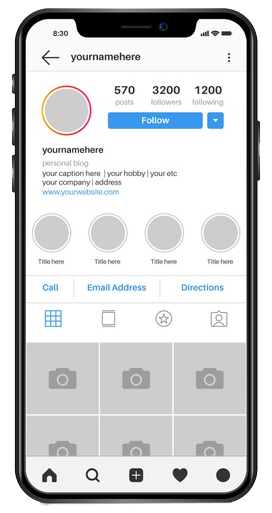 8:30
yournamehere
570 3200 1200
posts followers following
Follow
yournamehere
personal blog
your caption here | your hobby | your etc
your company | address
www.yourwebsite.com
Title here Title here Title here Title here
Call Email Address Directions